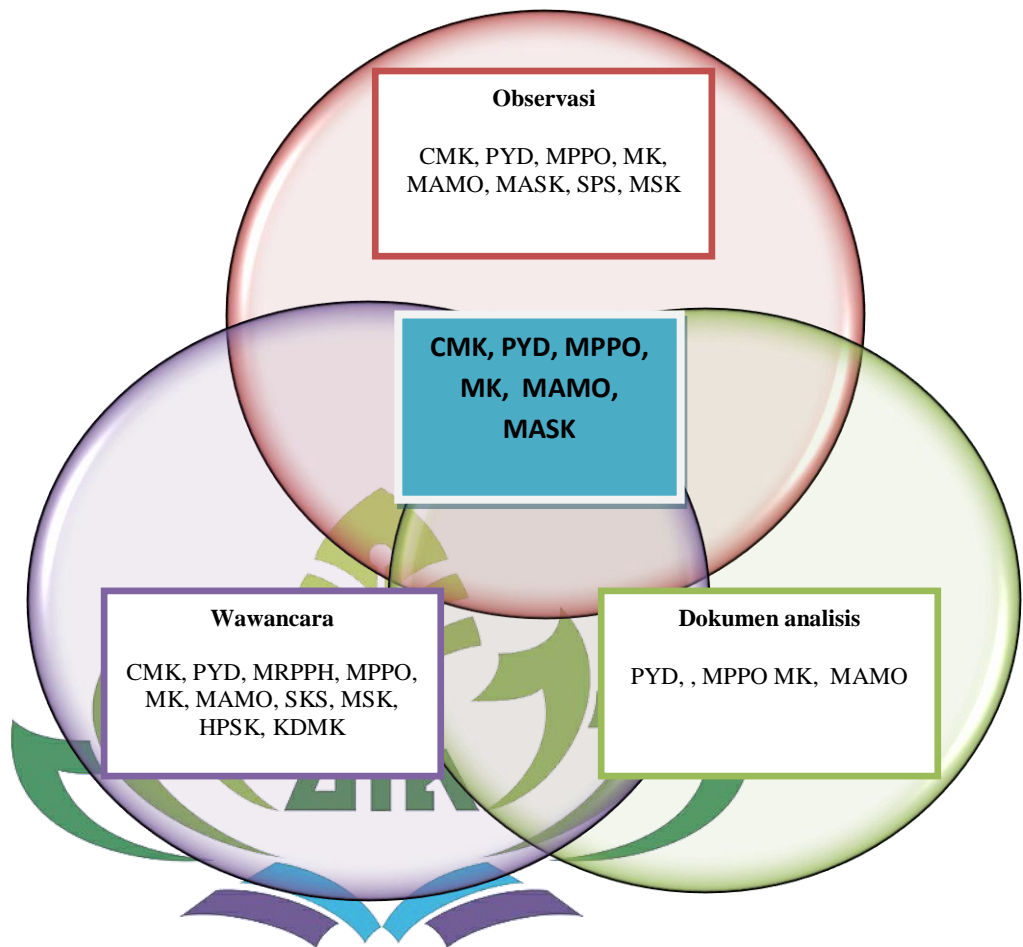 Observasi
CMK, PYD, MPPO, MK,
MAMO, MASK, SPS, MSK
CMK, PYD, MPPO,
MK, MAMO,
MASK
Wawancara
CMK, PYD, MRPPH, MPPO,
MK, MAMO, SKS, MSK,
HPSK, KDMK
Dokumen analisis
PYD, , MPPO MK, MAMO